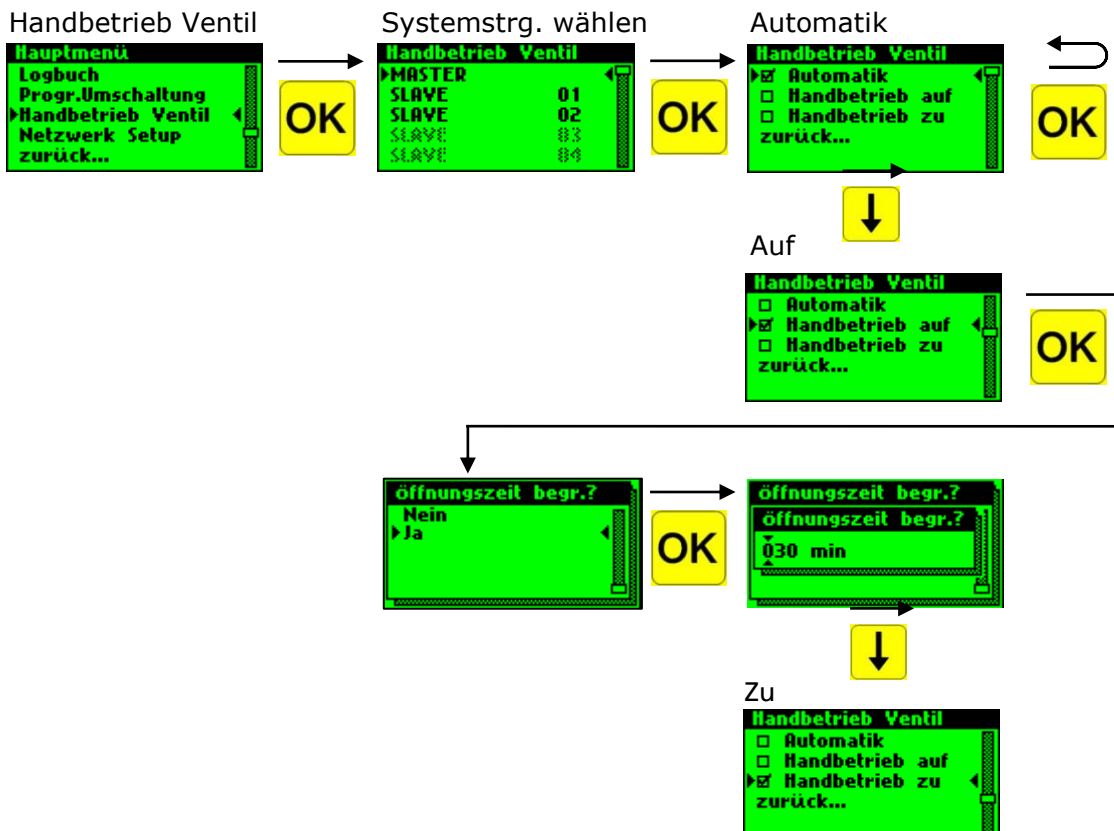 Handbetrieb Ventil
Hauptmenü
Logbuch
Progr.Umschaltung
Handbetrieb Ventil
Netzwerk Setup
zurück...
OK
Systemstrg. wählen
Handbetrieb Ventil
MASTER
SLAVE 01
SLAVE 02
SLAVE 03
SLAVE 04
OK
Automatik
Handbetrieb Ventil
Automatik
Handbetrieb auf
Handbetrieb zu
zurück...
OK
Auf
Handbetrieb Ventil
Automatik
Handbetrieb auf
Handbetrieb zu
zurück...
OK
öffnungszeit begr.?
Nein
Ja
OK
öffnungszeit begr.?
öffnungszeit begr.?
030 min
Zu
Handbetrieb Ventil
Automatik
Handbetrieb auf
Handbetrieb zu
zurück...